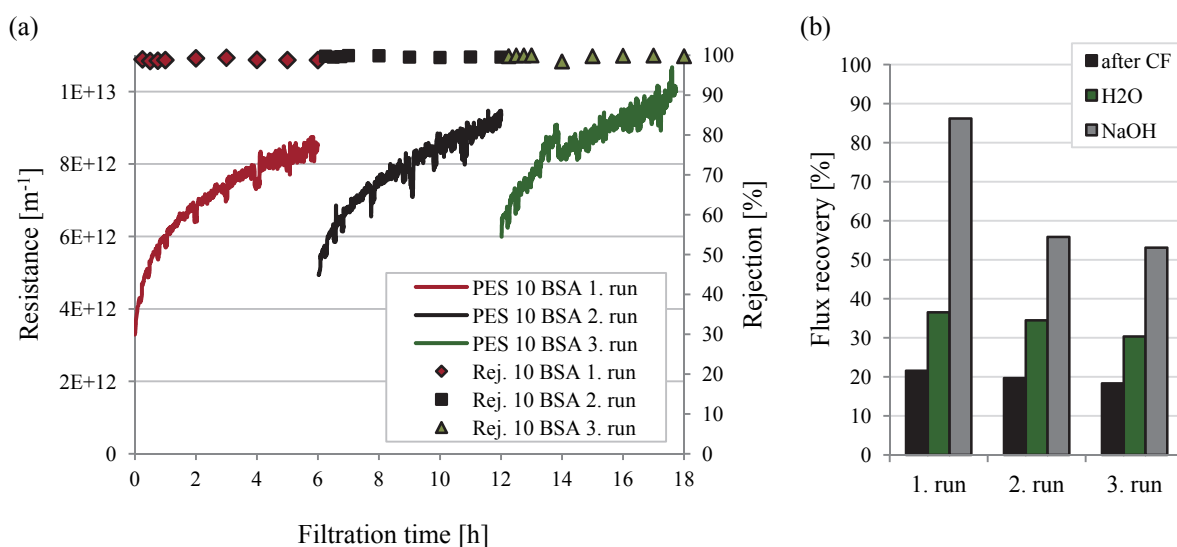 (a)
Resistance [m⁻¹]
1E+13
8E+12
6E+12
4E+12
2E+12
0
0 2 4 6 8 10 12 14 16 18
Filtration time [h]
100
90
80
70
60
50
40
30
20
10
0
Rejection [%]
PES 10 BSA 1. run
PES 10 BSA 2. run
PES 10 BSA 3. run
Rej. 10 BSA 1. run
Rej. 10 BSA 2. run
Rej. 10 BSA 3. run
(b)
Flux recovery [%]
100
90
80
70
60
50
40
30
20
10
0
1. run 2. run 3. run
after CF
H2O
NaOH